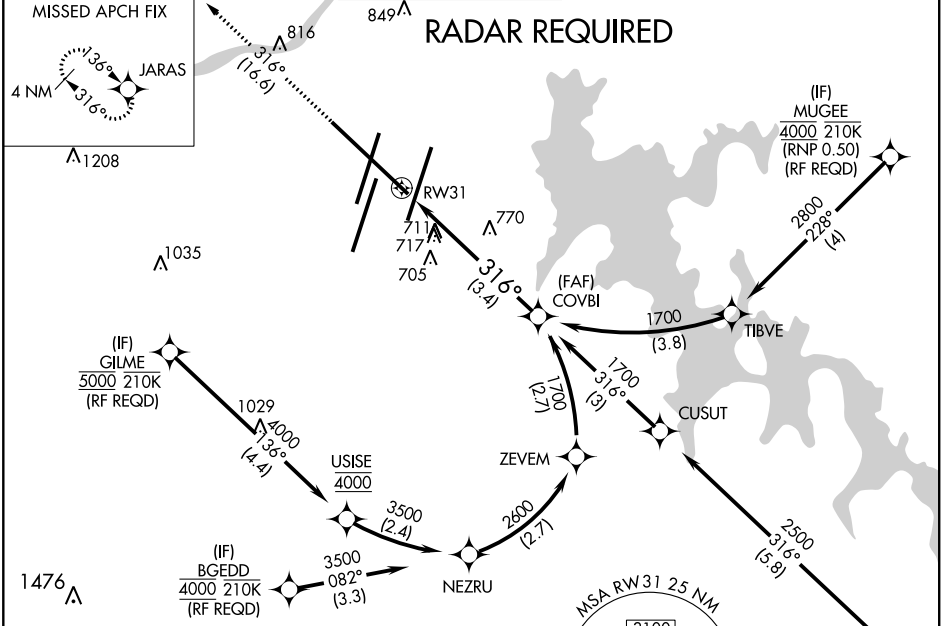 MISSED APCH FIX
136°
JARAS
4 NM
316°
849
816
RADAR REQUIRED
316°
(16.6)
(IF)
MUGEE
4000 210K
(RNP 0.50)
(RF REQD)
1208
RW31
2800
228°
(4)
711
717
705
770
1035
316°
(3.4)
(FAF)
COVBI
1700
(3.8)
TIBVE
(IF)
GILME
5000 210K
(RF REQD)
1700
(2.7)
1700
316°
(3)
CUSUT
1029
4000
136°
(4.4)
USISE
4000
ZEVEM
3500
(2.4)
2600
(2.7)
2500
316°
(5.8)
(IF)
BGEDD
4000 210K
(RF REQD)
3500
082°
(3.3)
NEZRU
1476
MSA RW31 25 NM